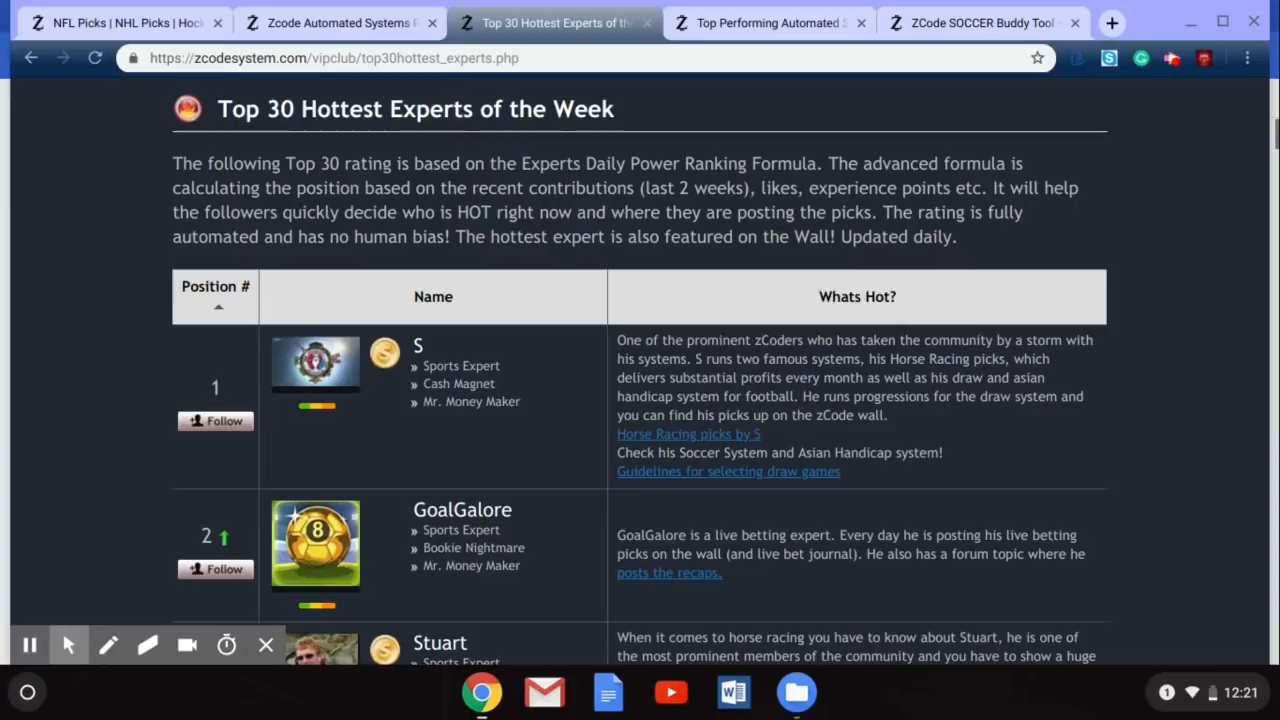 NFL Picks | NHL Picks | Hock
Zcode Automated Systems P
Top 30 Hottest Experts of the
Top Performing Automated S
ZCode SOCCER Buddy Tool -
https://zcodesystem.com/vipclub/top30hottest_experts.php
Top 30 Hottest Experts of the Week
The following Top 30 rating is based on the Experts Daily Power Ranking Formula. The advanced formula is
calculating the position based on the recent contributions (last 2 weeks), likes, experience points etc. It will help
the followers quickly decide who is HOT right now and where they are posting the picks. The rating is fully
automated and has no human bias! The hottest expert is also featured on the Wall! Updated daily.
Position #
Name
Whats Hot?
1
Follow
S
» Sports Expert
» Cash Magnet
» Mr. Money Maker
One of the prominent zCoders who has taken the community by a storm with
his systems. S runs two famous systems, his Horse Racing picks, which
delivers substantial profits every month as well as his draw and asian
handicap system for football. He runs progressions for the draw system and
you can find his picks up on the zCode wall.
Horse Racing picks by S
Check his Soccer System and Asian Handicap system!
Guidelines for selecting draw games
2
Follow
8
GoalGalore
» Sports Expert
» Bookie Nightmare
» Mr. Money Maker
GoalGalore is a live betting expert. Every day he is posting his live betting
picks on the wall (and live bet journal). He also has a forum topic where he
posts the recaps.
Stuart
» Sports Expert
When it comes to horse racing you have to know about Stuart, he is one of
the most prominent members of the community and you have to show a huge
1
12:21